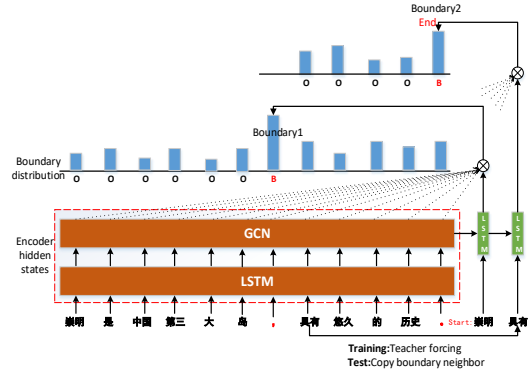 Boundary2
End
O O O O B
Boundary1
Boundary distribution
O O O O O O B
Encoder hidden states
GCN
LSTM
LSTM
LSTM
崇明 是 中国 第三 大 岛 , 具有 悠久 的 历史 . Start: 崇明 具有
Training:Teacher forcing
Test:Copy boundary neighbor